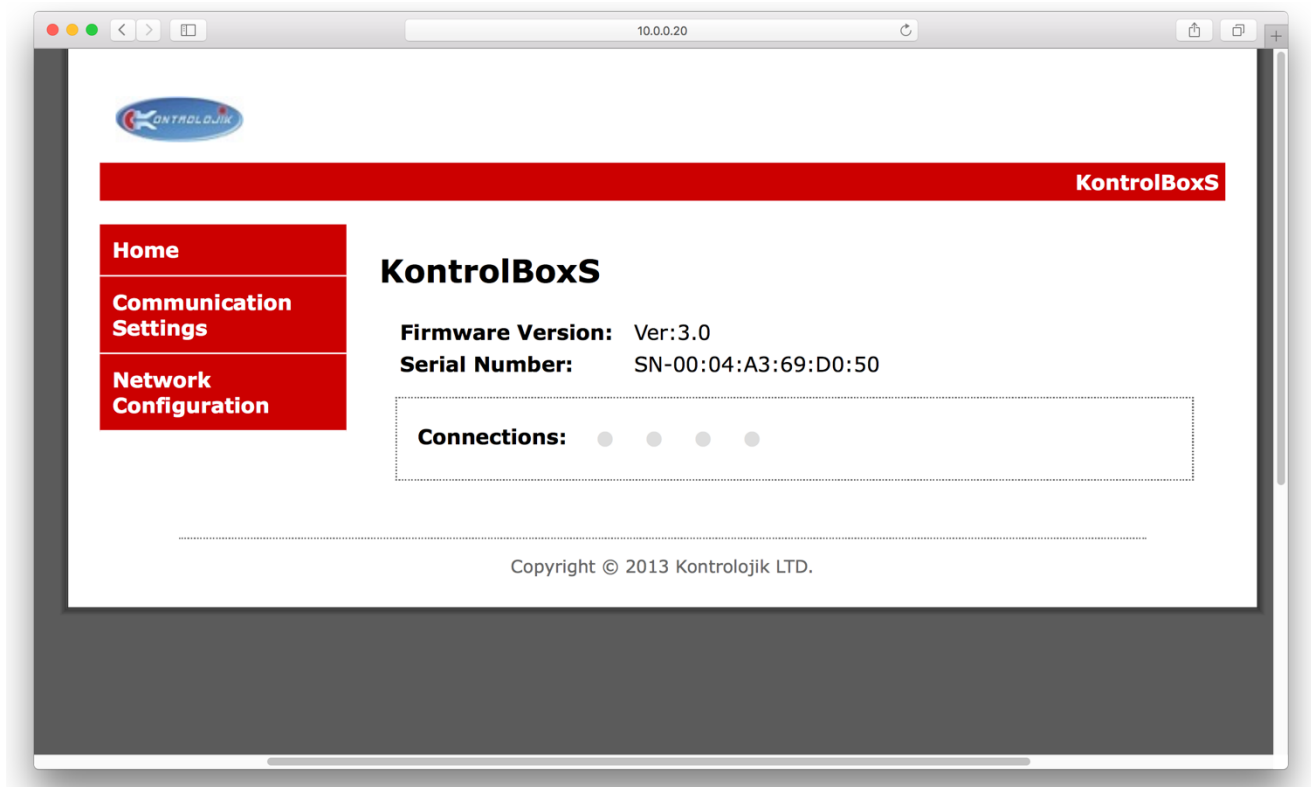 10.0.0.20
KONTROLOJIK
KontrolBoxS
Home
Communication
Settings
Network
Configuration
KontrolBoxS
Firmware Version: Ver:3.0
Serial Number: SN-00:04:A3:69:D0:50
Connections:
Copyright © 2013 Kontrolojik LTD.